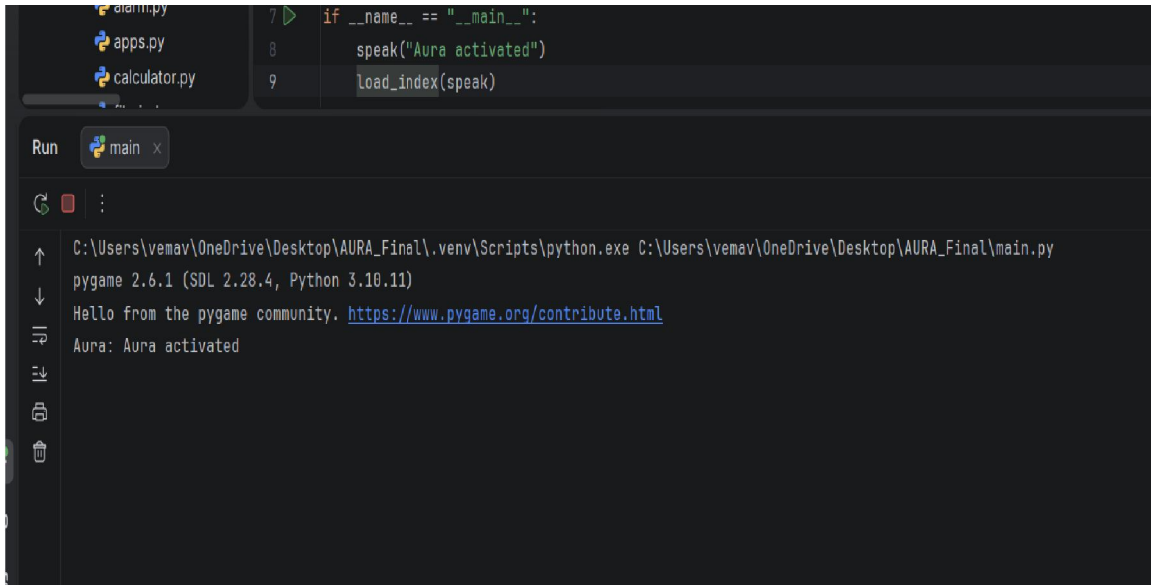 alarm.py
apps.py
calculator.py
7 if __name__ == "__main__":
8 speak("Aura activated")
9 load_index(speak)
Run main ×
C:\Users\vemav\OneDrive\Desktop\AURA_Final\.venv\Scripts\python.exe C:\Users\vemav\OneDrive\Desktop\AURA_Final\main.py
pygame 2.6.1 (SDL 2.28.4, Python 3.10.11)
Hello from the pygame community. https://www.pygame.org/contribute.html
Aura: Aura activated